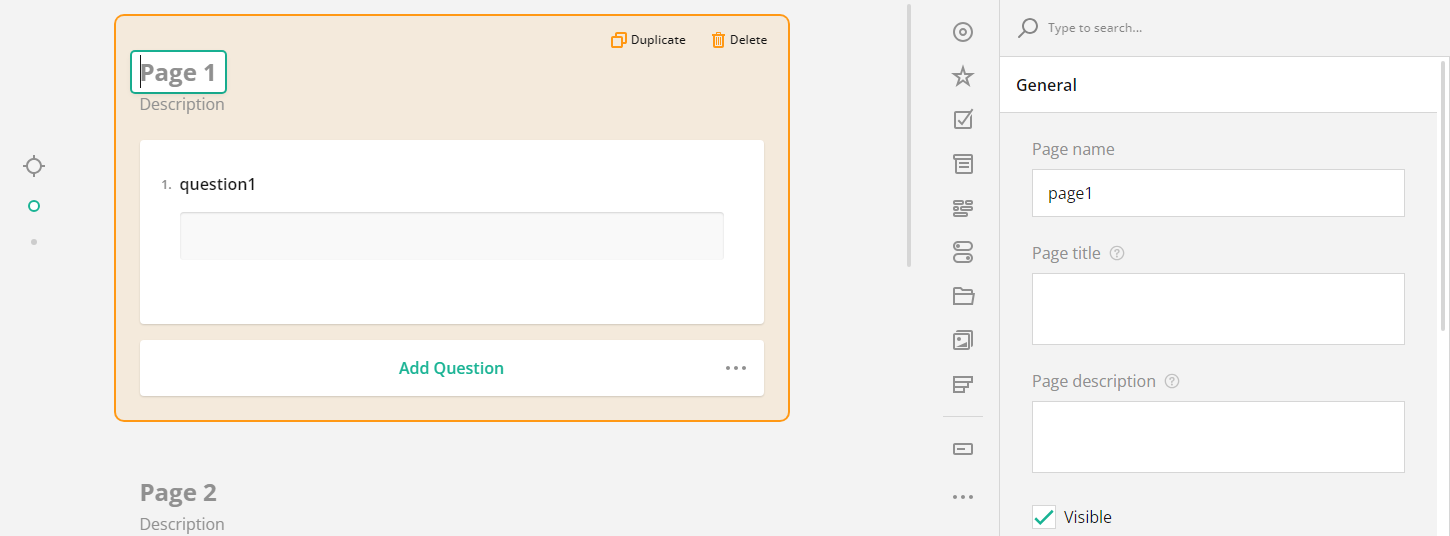 Duplicate
Delete
Page 1
Description
1. question1
Add Question
Page 2
Description
Type to search...
General
Page name
page1
Page title
Page description
Visible